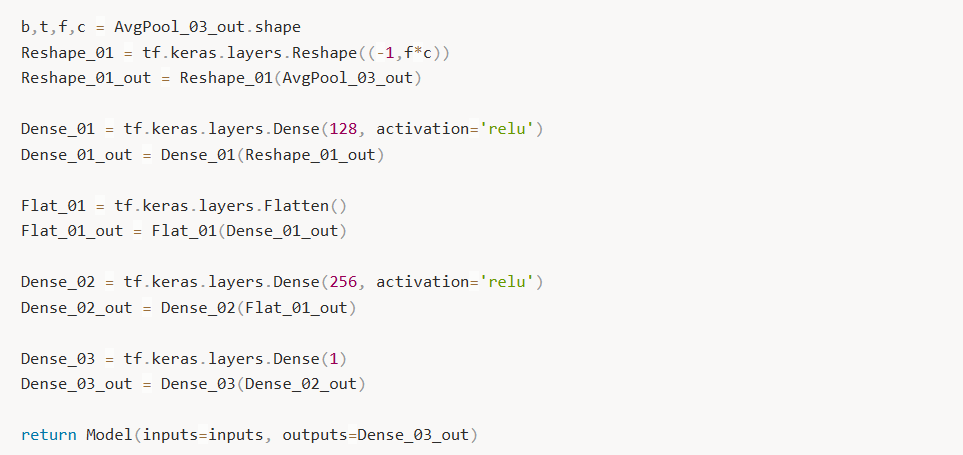 b,t,f,c = AvgPool_03_out.shape
Reshape_01 = tf.keras.layers.Reshape((-1,f*c))
Reshape_01_out = Reshape_01(AvgPool_03_out)
Dense_01 = tf.keras.layers.Dense(128, activation='relu')
Dense_01_out = Dense_01(Reshape_01_out)
Flat_01 = tf.keras.layers.Flatten()
Flat_01_out = Flat_01(Dense_01_out)
Dense_02 = tf.keras.layers.Dense(256, activation='relu')
Dense_02_out = Dense_02(Flat_01_out)
Dense_03 = tf.keras.layers.Dense(1)
Dense_03_out = Dense_03(Dense_02_out)
return Model(inputs=inputs, outputs=Dense_03_out)